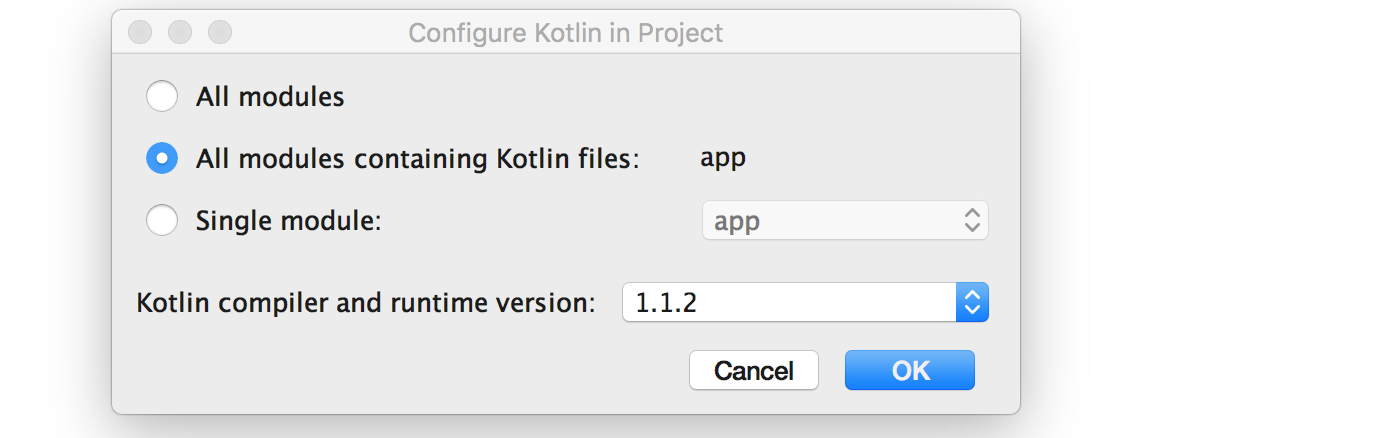 Configure Kotlin in Project
All modules
All modules containing Kotlin files: app
Single module: app
Kotlin compiler and runtime version: 1.1.2
Cancel OK